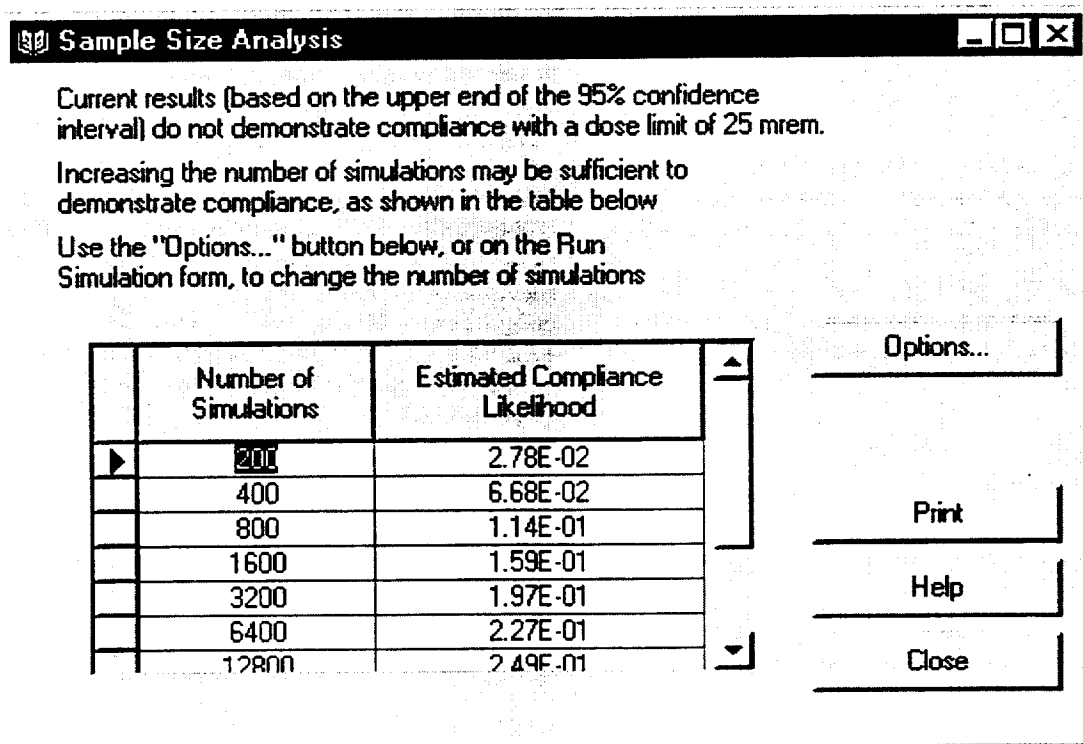 Sample Size Analysis
Current results (based on the upper end of the 95% confidence
interval) do not demonstrate compliance with a dose limit of 25 mrem.
Increasing the number of simulations may be sufficient to
demonstrate compliance, as shown in the table below
Use the "Options..." button below, or on the Run
Simulation form, to change the number of simulations
Options...
Number of Simulations Estimated Compliance Likelihood
200 2.78E-02
400 6.68E-02
800 1.14E-01
1600 1.59E-01
3200 1.97E-01
6400 2.27E-01
12800 2.49E-01
Print
Help
Close